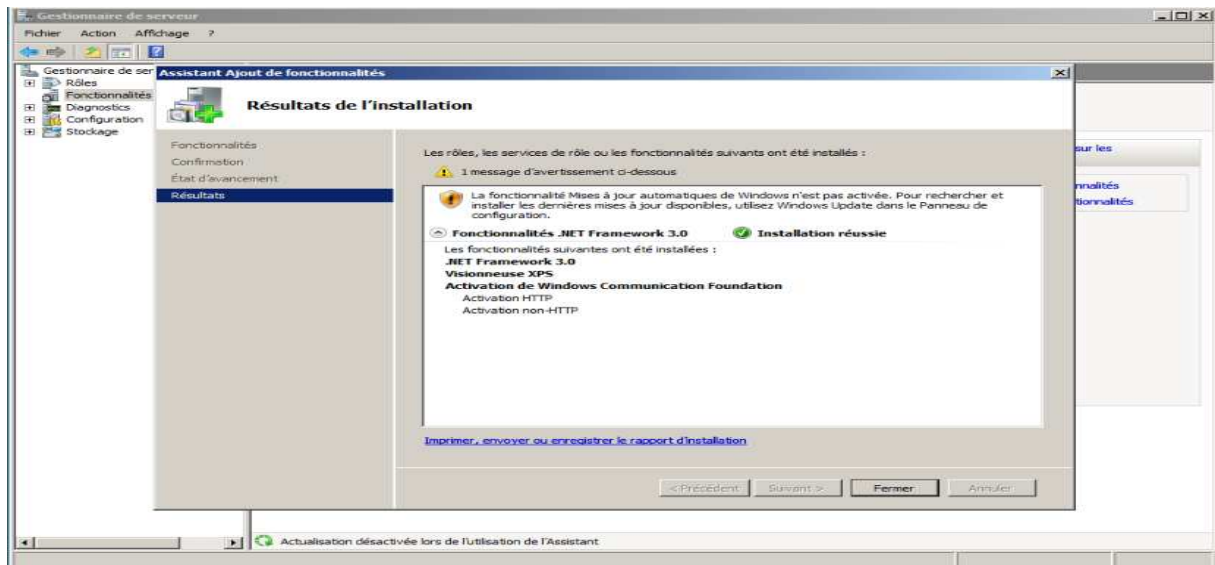 Gestionnaire de serveur
Fichier Action Affichage ?
Gestionnaire de ser
Rôles
Fonctionnalités
Diagnostics
Configuration
Stockage
Assistant Ajout de fonctionnalités
Résultats de l'installation
Fonctionnalités
Confirmation
État d'avancement
Résultats
Les rôles, les services de rôle ou les fonctionnalités suivants ont été installés :
1 message d'avertissement ci-dessous
La fonctionnalité Mises à jour automatiques de Windows n'est pas activée. Pour rechercher et
installer les dernières mises à jour disponibles, utilisez Windows Update dans le Panneau de
configuration.
Fonctionnalités .NET Framework 3.0 Installation réussie
Les fonctionnalités suivantes ont été installées :
.NET Framework 3.0
Visionneuse XPS
Activation de Windows Communication Foundation
Activation HTTP
Activation non-HTTP
Imprimer, envoyer ou enregistrer le rapport d'installation
< Précédent Suivant > Fermer Annuler
sur les
nnalités
tionnalités
Actualisation désactivée lors de l'utilisation de l'Assistant